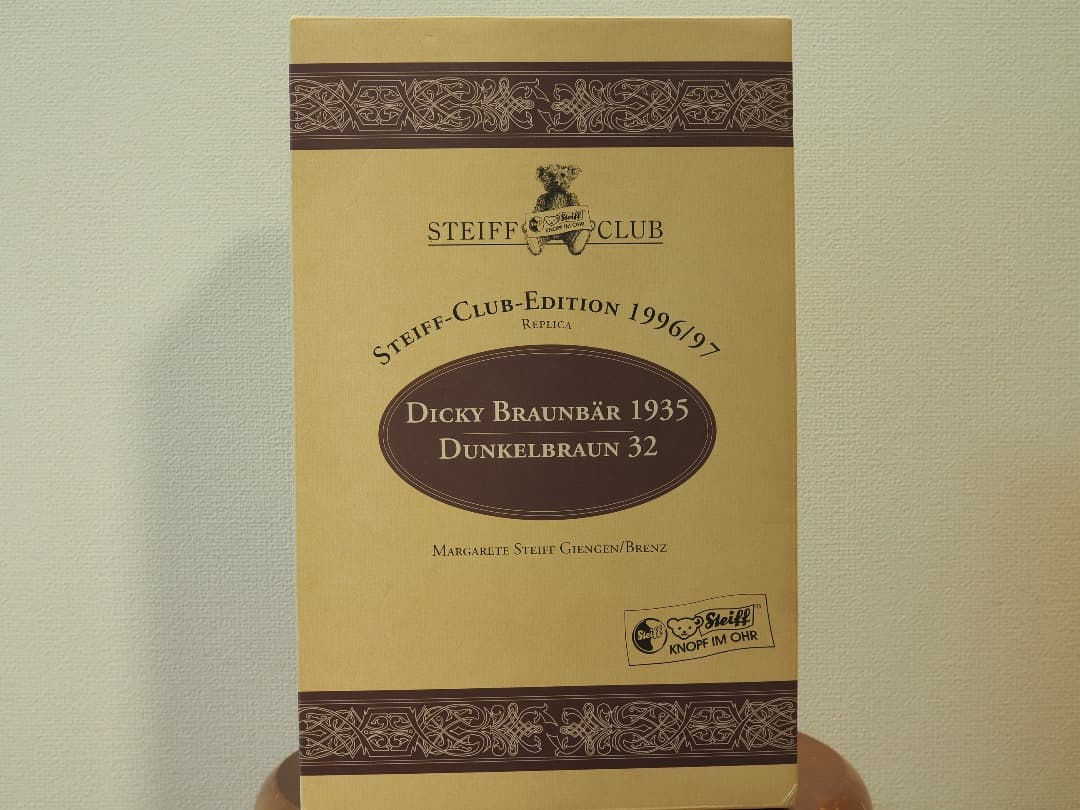 STEIFF CLUB
Steiff
KNOPF IM OHR
STEIFF-CLUB-EDITION 1996/97
REPLICA
DICKY BRAUNBÄR 1935
DUNKELBRAUN 32
MARGARETE STEIFF GIENGEN/BRENZ
Steiff Steiff
KNOPF IM OHR